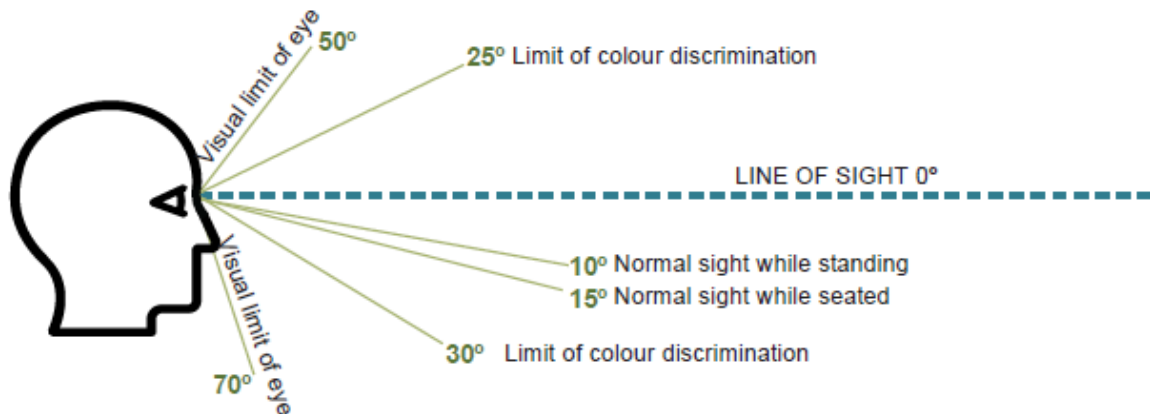 Visual limit of eye
50º
25º Limit of colour discrimination
LINE OF SIGHT 0º
10º Normal sight while standing
15º Normal sight while seated
30º Limit of colour discrimination
Visual limit of eye
70º